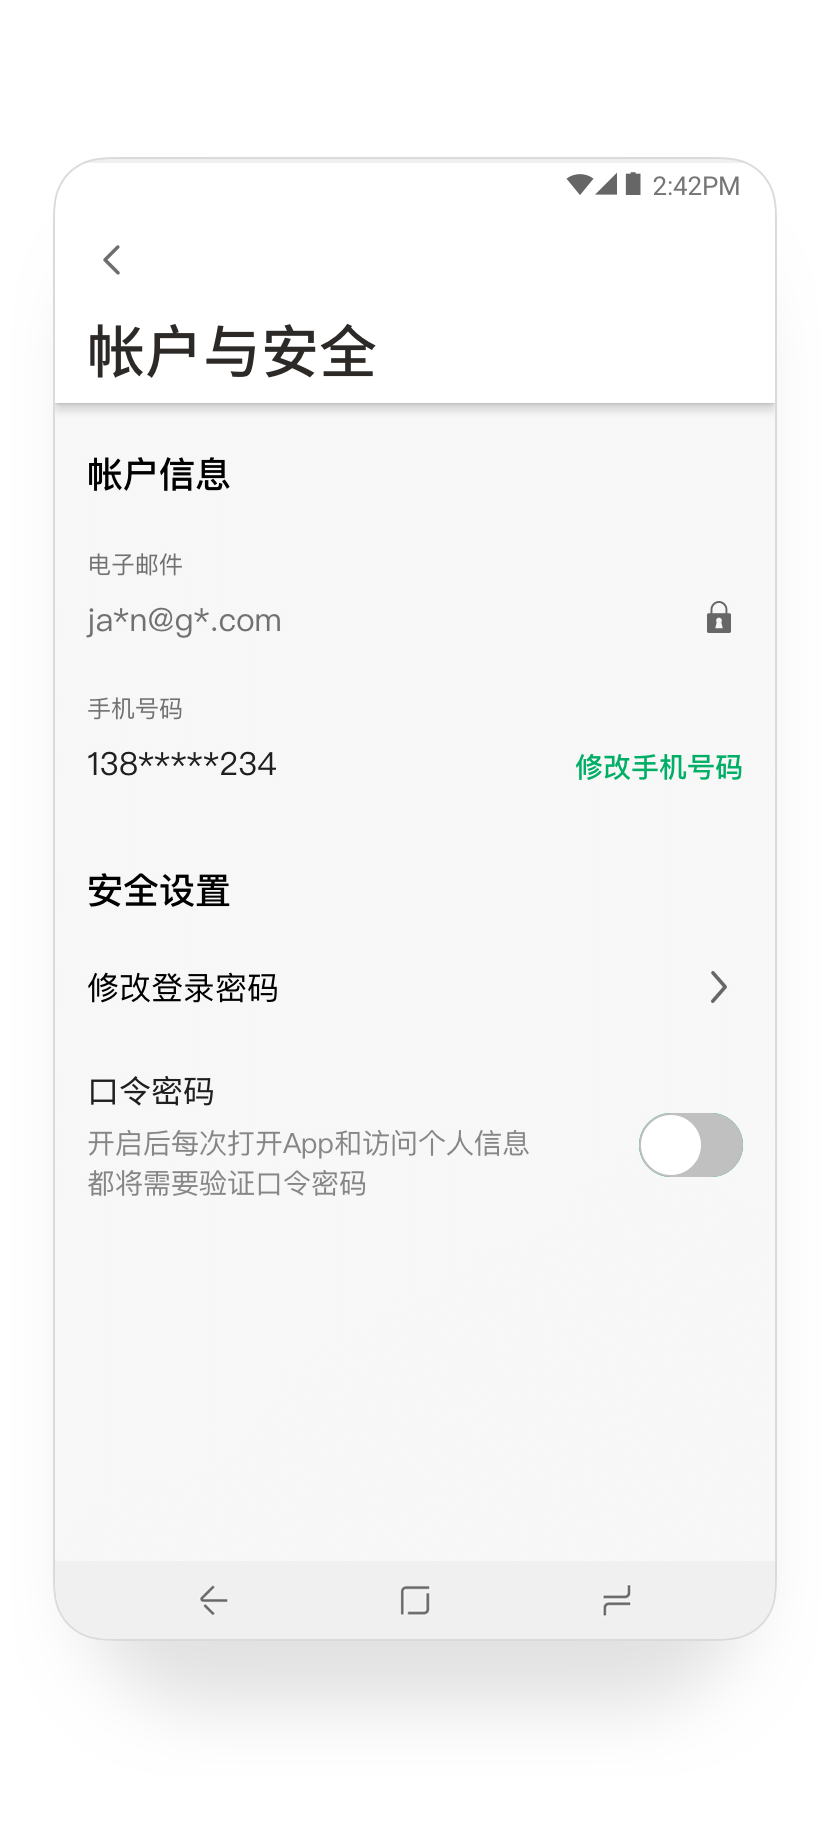 2:42PM
帐户与安全
帐户信息
电子邮件
ja*n@g*.com
手机号码
138*****234
修改手机号码
安全设置
修改登录密码
口令密码
开启后每次打开App和访问个人信息
都将需要验证口令密码